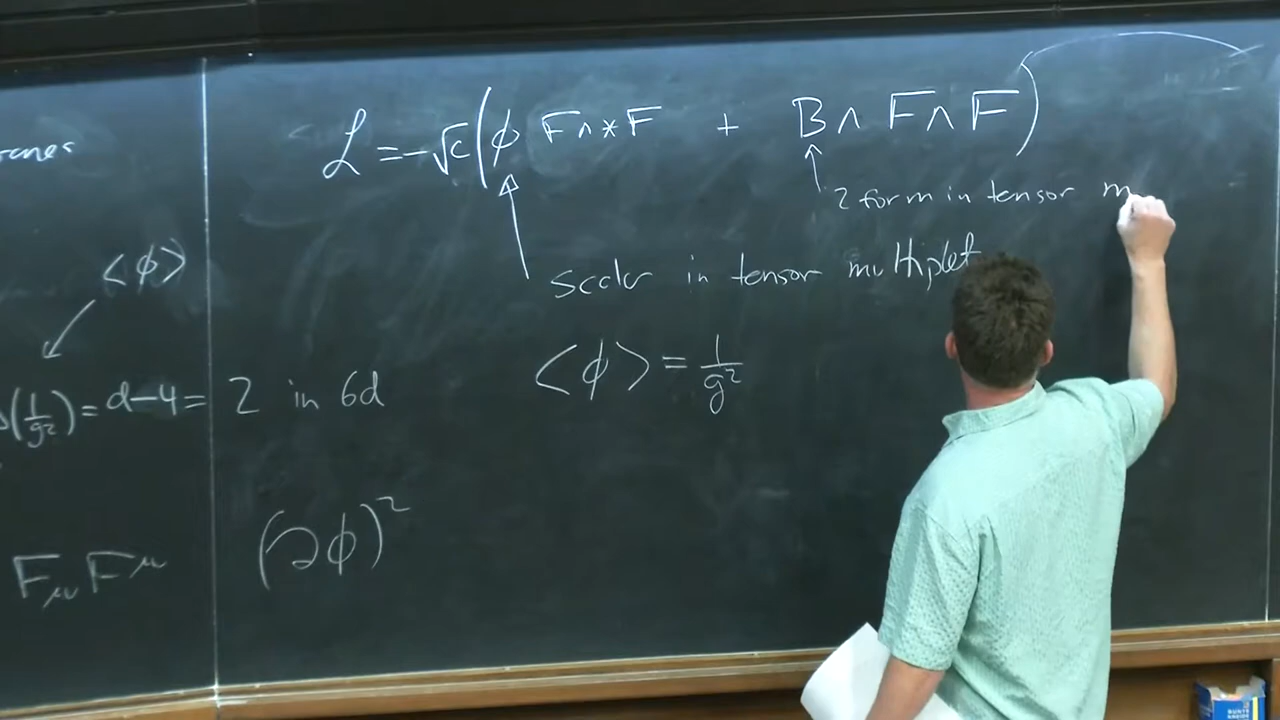 ℒ = -√c (φ F∧*F + B∧ F∧F)
2 form in tensor m
scalar in tensor multiplet
<φ>
<φ> = 1/g²
(1/g²) = d-4 = 2 in 6d
(∂φ)²
F_μν F^μν